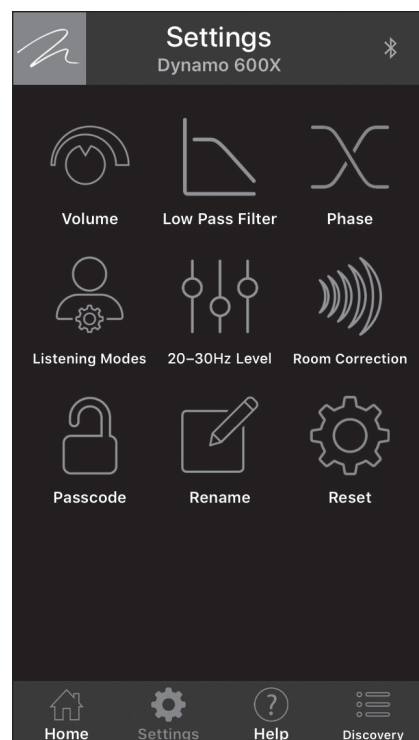 Settings
Dynamo 600X
Volume Low Pass Filter Phase
Listening Modes 20–30Hz Level Room Correction
Passcode Rename Reset
?
Home Settings Help Discovery